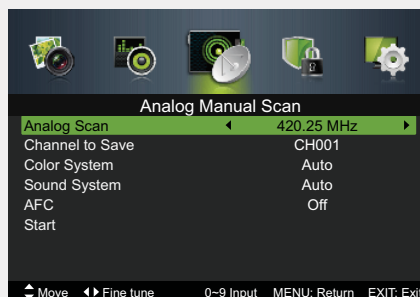 Analog Manual Scan
Analog Scan 420.25 MHz
Channel to Save CH001
Color System Auto
Sound System Auto
AFC Off
Start
Move Fine tune 0~9 Input MENU: Return EXIT: Exit